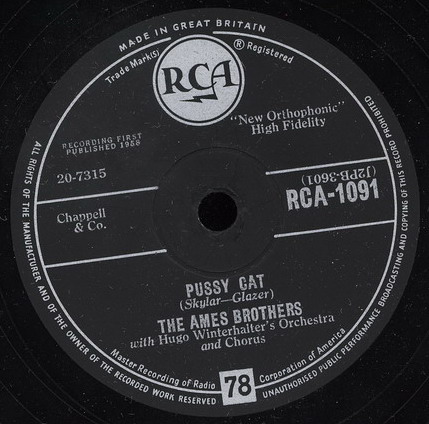 MADE IN GREAT BRITAIN
Trade Mark(s)
® Registered
RCA
"New Orthophonic"
High Fidelity
RECORDING FIRST
PUBLISHED 1958
20-7315
(12PB-3601)
RCA-1091
Chappell
& Co.
PUSSY CAT
(Skylar—Glazer)
THE AMES BROTHERS
with Hugo Winterhalter's Orchestra
and Chorus
Master Recording of Radio
78
Corporation of America
ALL RIGHTS OF THE MANUFACTURER AND OF THE OWNER OF THE RECORDED WORK RESERVED
UNAUTHORISED PUBLIC PERFORMANCE BROADCASTING AND COPYING OF THIS RECORD PROHIBITED